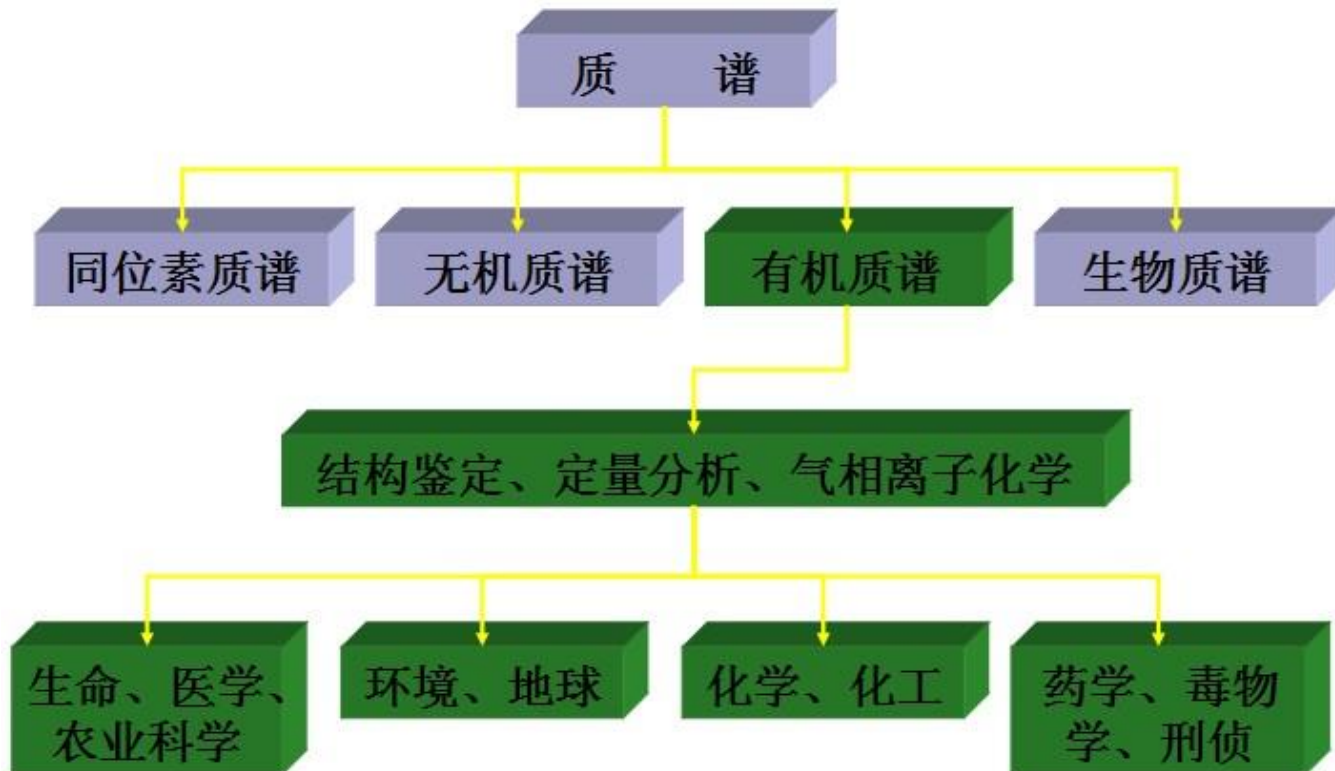 质 谱
同位素质谱
无机质谱
有机质谱
生物质谱
结构鉴定、定量分析、气相离子化学
生命、医学、
农业科学
环境、地球
化学、化工
药学、毒物
学、刑侦